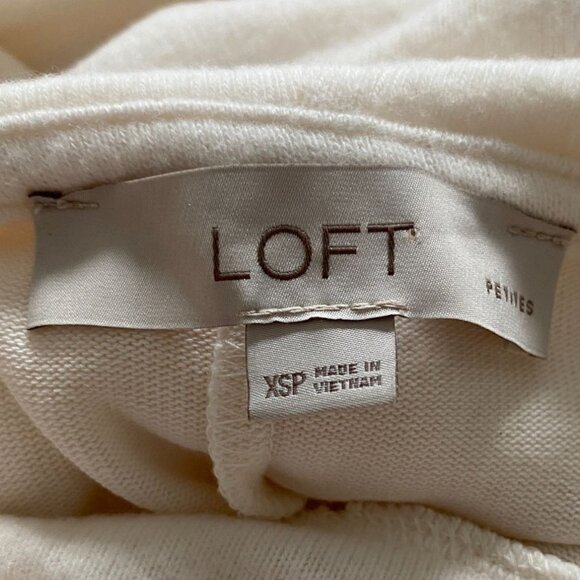 LOFT
PETITES
XSP MADE IN
VIETNAM